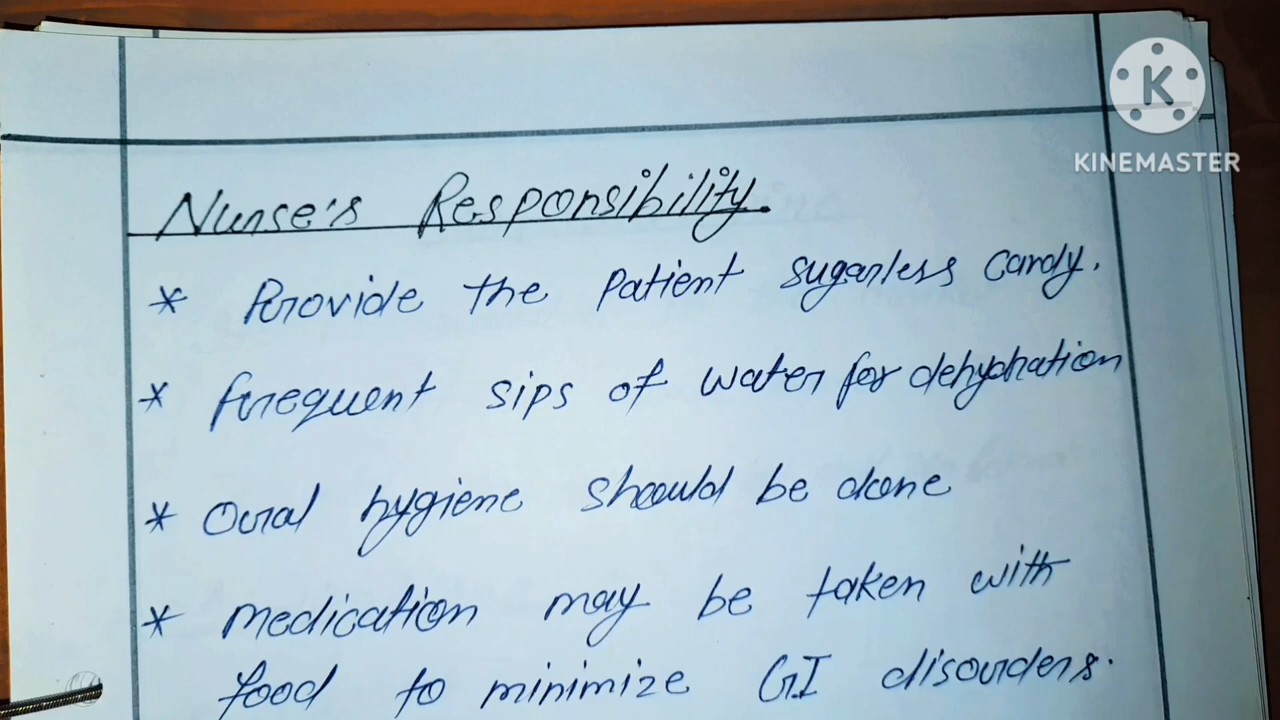 KINEMASTER
Nurse's Responsibility.
* Provide the Patient sugarless candy.
* frequent sips of water for dehydration
* Oral hygiene should be done
* Medication may be taken with
food to minimize GI disorders.